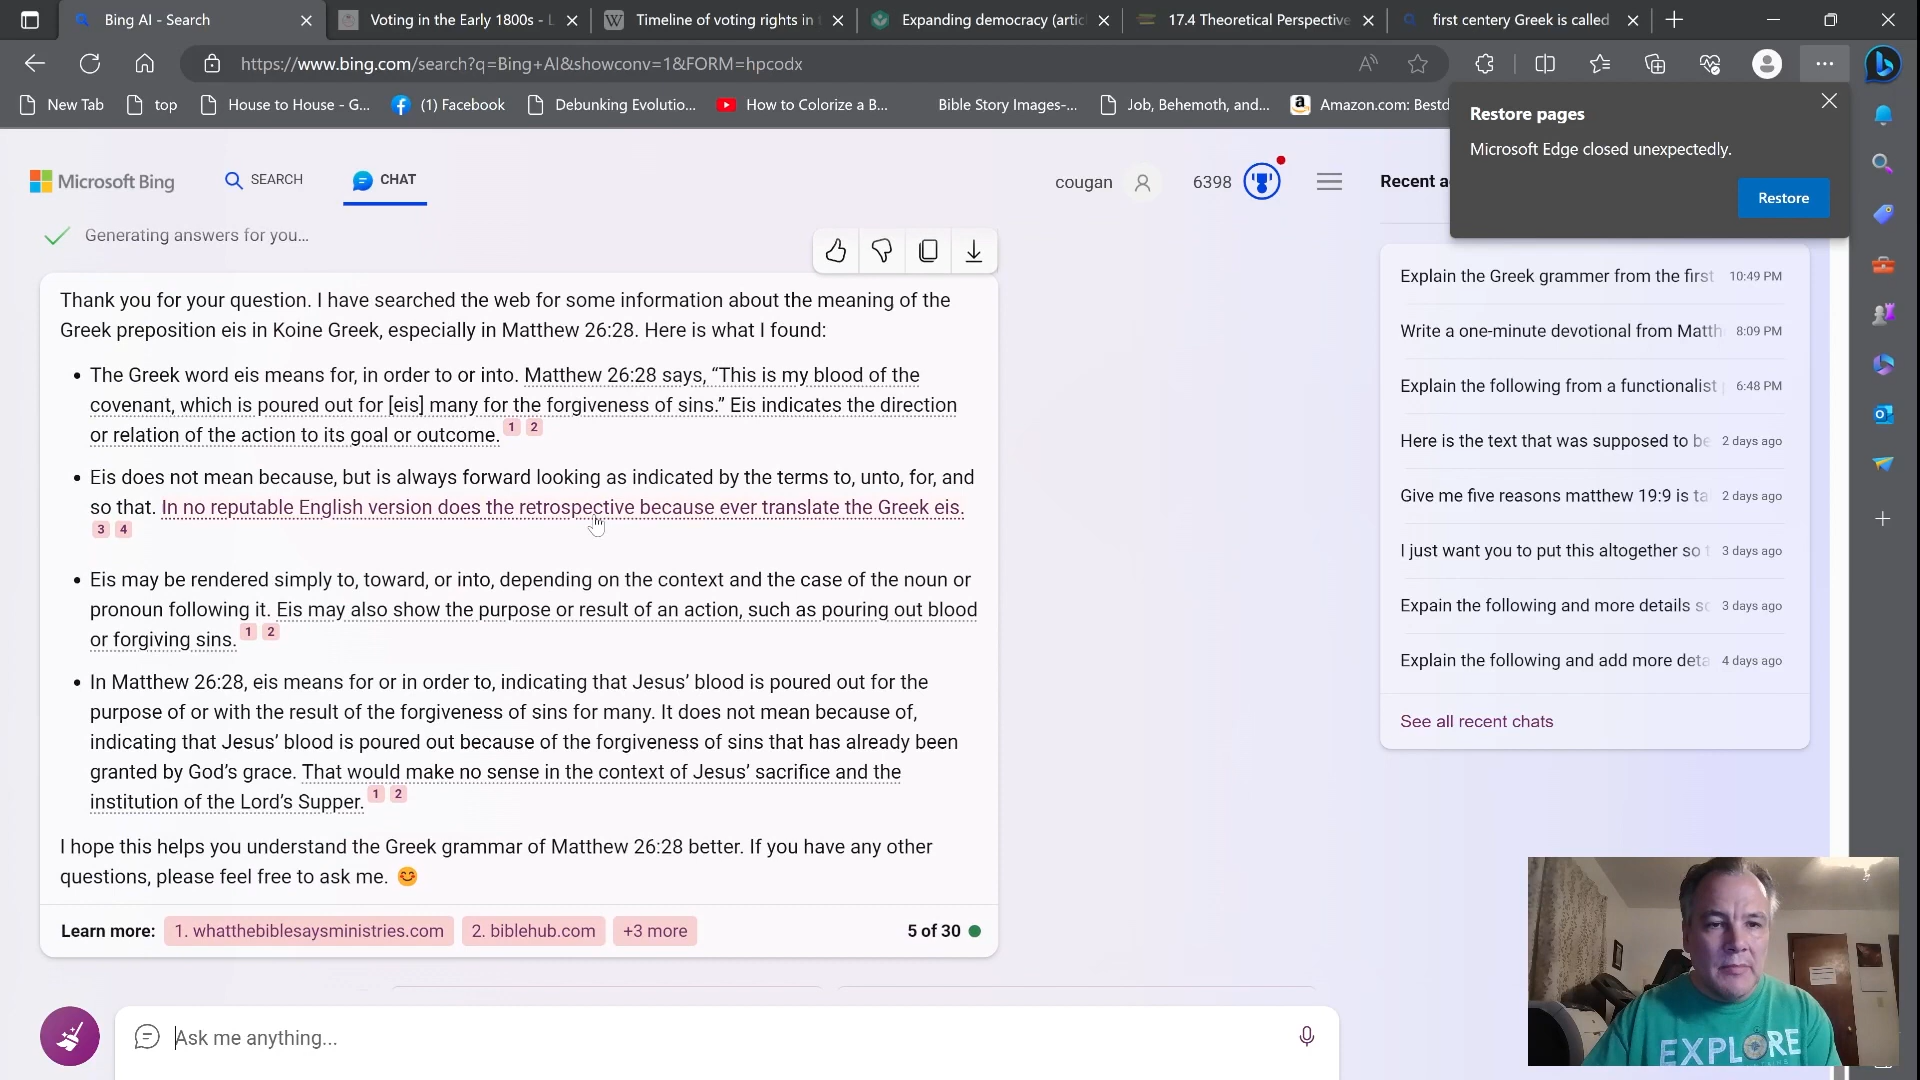 Bing AI - Search
Voting in the Early 1800s - L
Timeline of voting rights in t
Expanding democracy (artic
17.4 Theoretical Perspective
first centery Greek is called
https://www.bing.com/search?q=Bing+AI&showconv=1&FORM=hpcodx
New Tab
top
House to House - G...
(1) Facebook
Debunking Evolutio...
How to Colorize a B...
Bible Story Images-...
Job, Behemoth, and...
Amazon.com: Bestd
Restore pages
Microsoft Edge closed unexpectedly.
Restore
Microsoft Bing
SEARCH
CHAT
cougan
6398
Recent a
Generating answers for you...
Thank you for your question. I have searched the web for some information about the meaning of the
Greek preposition eis in Koine Greek, especially in Matthew 26:28. Here is what I found:
• The Greek word eis means for, in order to or into. Matthew 26:28 says, “This is my blood of the
covenant, which is poured out for [eis] many for the forgiveness of sins.” Eis indicates the direction
or relation of the action to its goal or outcome. 1 2
• Eis does not mean because, but is always forward looking as indicated by the terms to, unto, for, and
so that. In no reputable English version does the retrospective because ever translate the Greek eis.
3 4
• Eis may be rendered simply to, toward, or into, depending on the context and the case of the noun or
pronoun following it. Eis may also show the purpose or result of an action, such as pouring out blood
or forgiving sins. 1 2
• In Matthew 26:28, eis means for or in order to, indicating that Jesus’ blood is poured out for the
purpose of or with the result of the forgiveness of sins for many. It does not mean because of,
indicating that Jesus’ blood is poured out because of the forgiveness of sins that has already been
granted by God’s grace. That would make no sense in the context of Jesus’ sacrifice and the
institution of the Lord’s Supper. 1 2
I hope this helps you understand the Greek grammar of Matthew 26:28 better. If you have any other
questions, please feel free to ask me.
Learn more: 1. whatthebiblesaysministries.com 2. biblehub.com +3 more 5 of 30
Ask me anything...
Explain the Greek grammer from the first 10:49 PM
Write a one-minute devotional from Matth 8:09 PM
Explain the following from a functionalist 6:48 PM
Here is the text that was supposed to be 2 days ago
Give me five reasons matthew 19:9 is ta 2 days ago
I just want you to put this altogether so t 3 days ago
Expain the following and more details so 3 days ago
Explain the following and add more deta 4 days ago
See all recent chats
EXPLORE